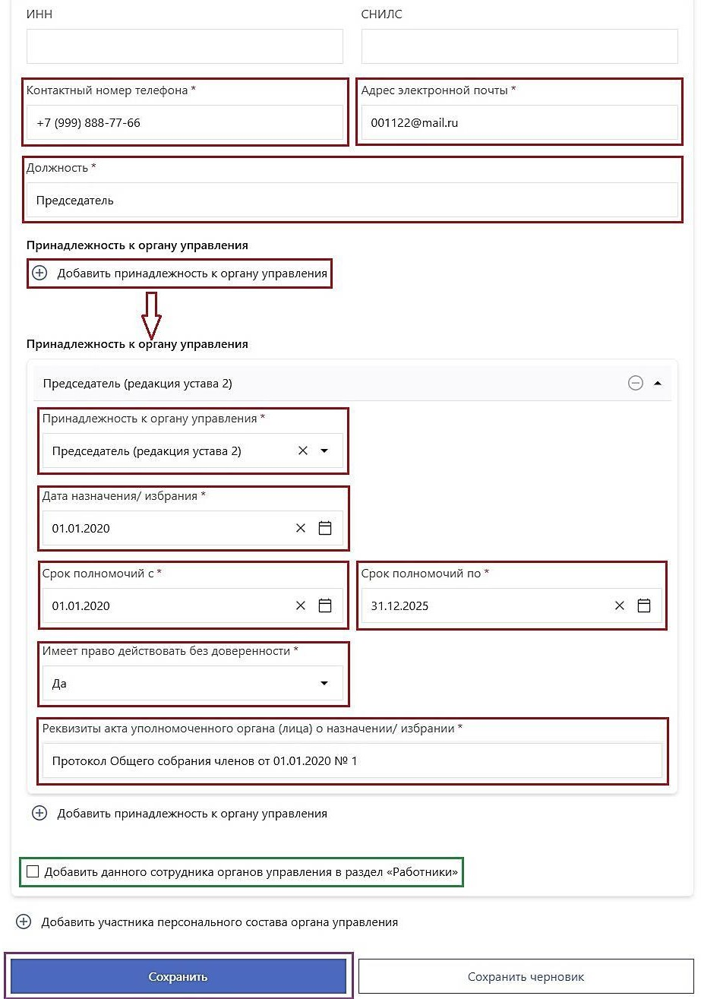 ИНН
СНИЛС
Контактный номер телефона *
Адрес электронной почты *
+7 (999) 888-77-66
001122@mail.ru
Должность *
Председатель
Принадлежность к органу управления
Добавить принадлежность к органу управления
Принадлежность к органу управления
Председатель (редакция устава 2)
Принадлежность к органу управления *
Председатель (редакция устава 2)
Дата назначения/ избрания *
01.01.2020
Срок полномочий с *
Срок полномочий по *
01.01.2020
31.12.2025
Имеет право действовать без доверенности *
Да
Реквизиты акта уполномоченного органа (лица) о назначении/ избрании *
Протокол Общего собрания членов от 01.01.2020 № 1
Добавить принадлежность к органу управления
Добавить данного сотрудника органов управления в раздел «Работники»
Добавить участника персонального состава органа управления
Сохранить
Сохранить черновик